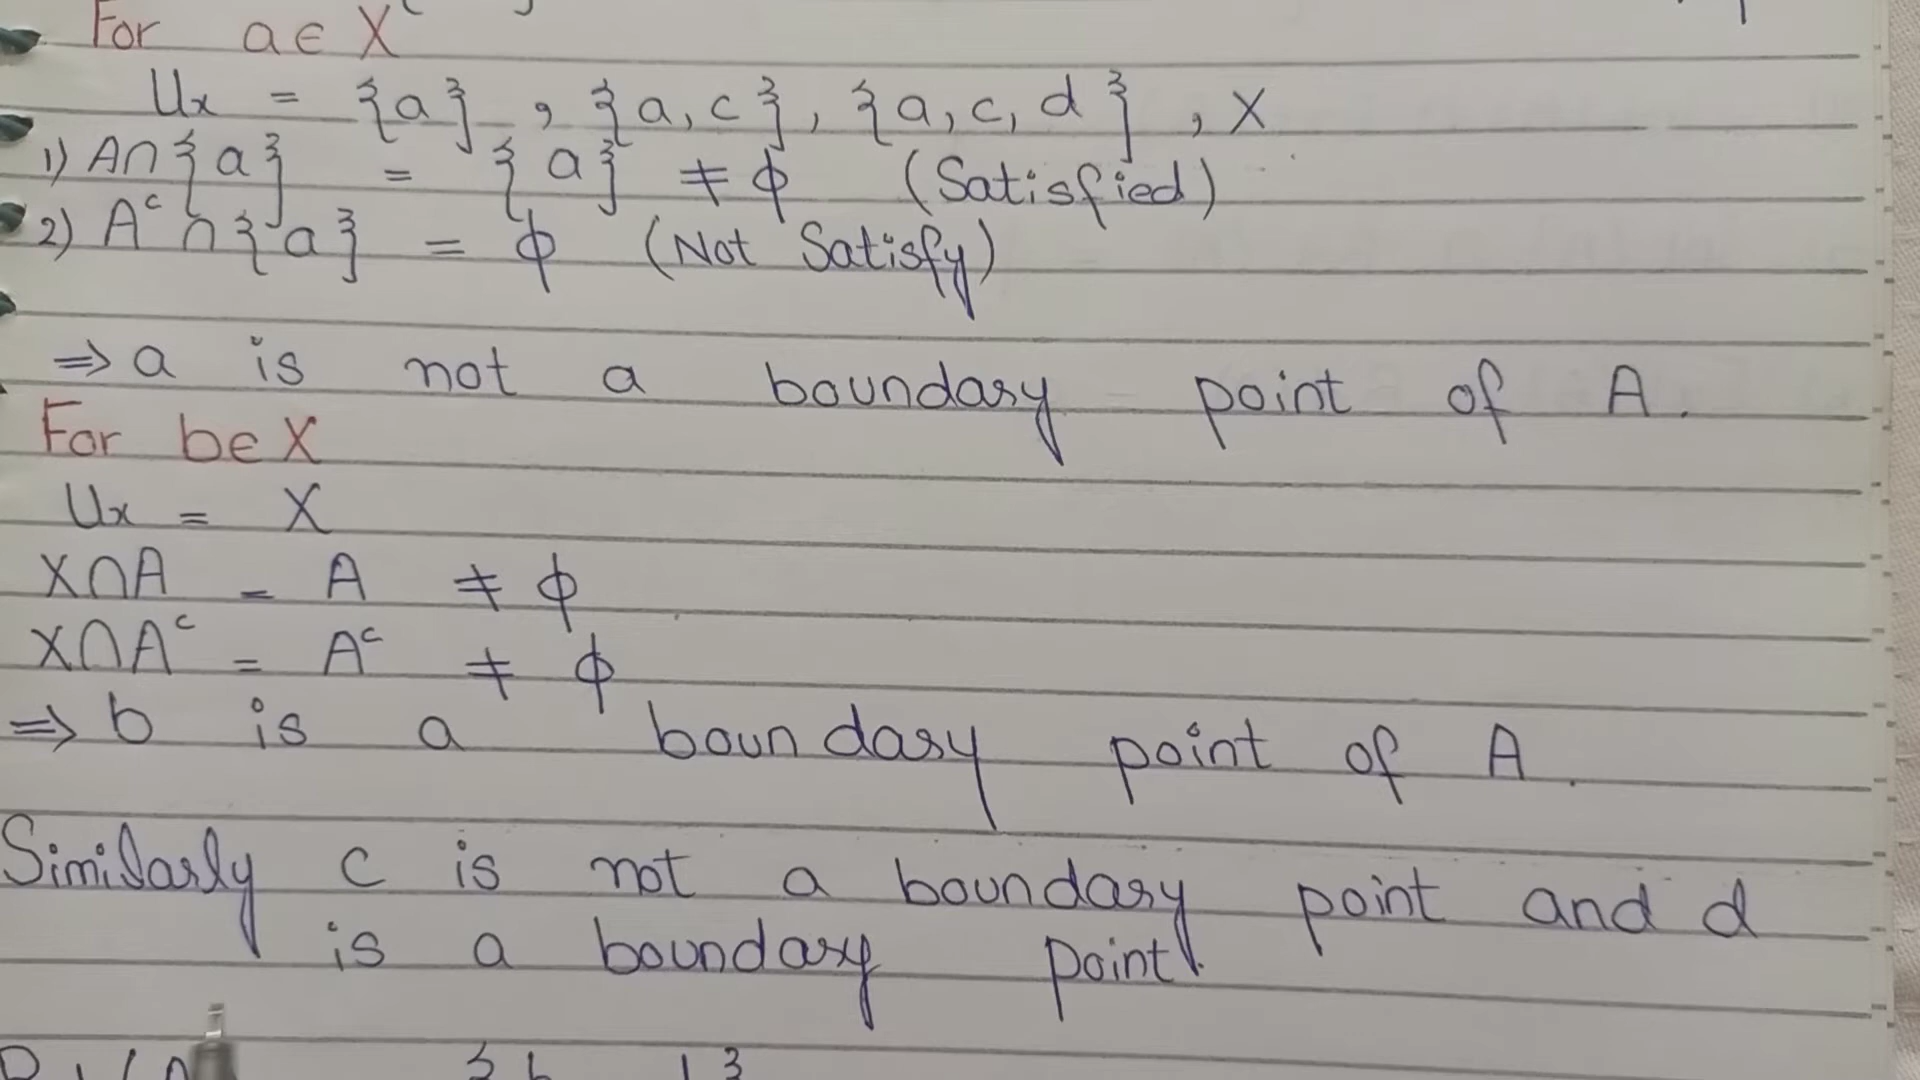 For a ∈ X
Ux = {a} , {a, c}, {a, c, d} , X
1) A∩{a} = {a} ≠ ϕ (Satisfied)
2) Aᶜ∩{a} = ϕ (Not Satisfy)
⇒ a is not a boundary point of A.
For b ∈ X
Ux = X
X∩A = A ≠ ϕ
X∩Aᶜ = Aᶜ ≠ ϕ
⇒ b is a boundary point of A.
Similarly c is not a boundary point and d
is a boundary point.